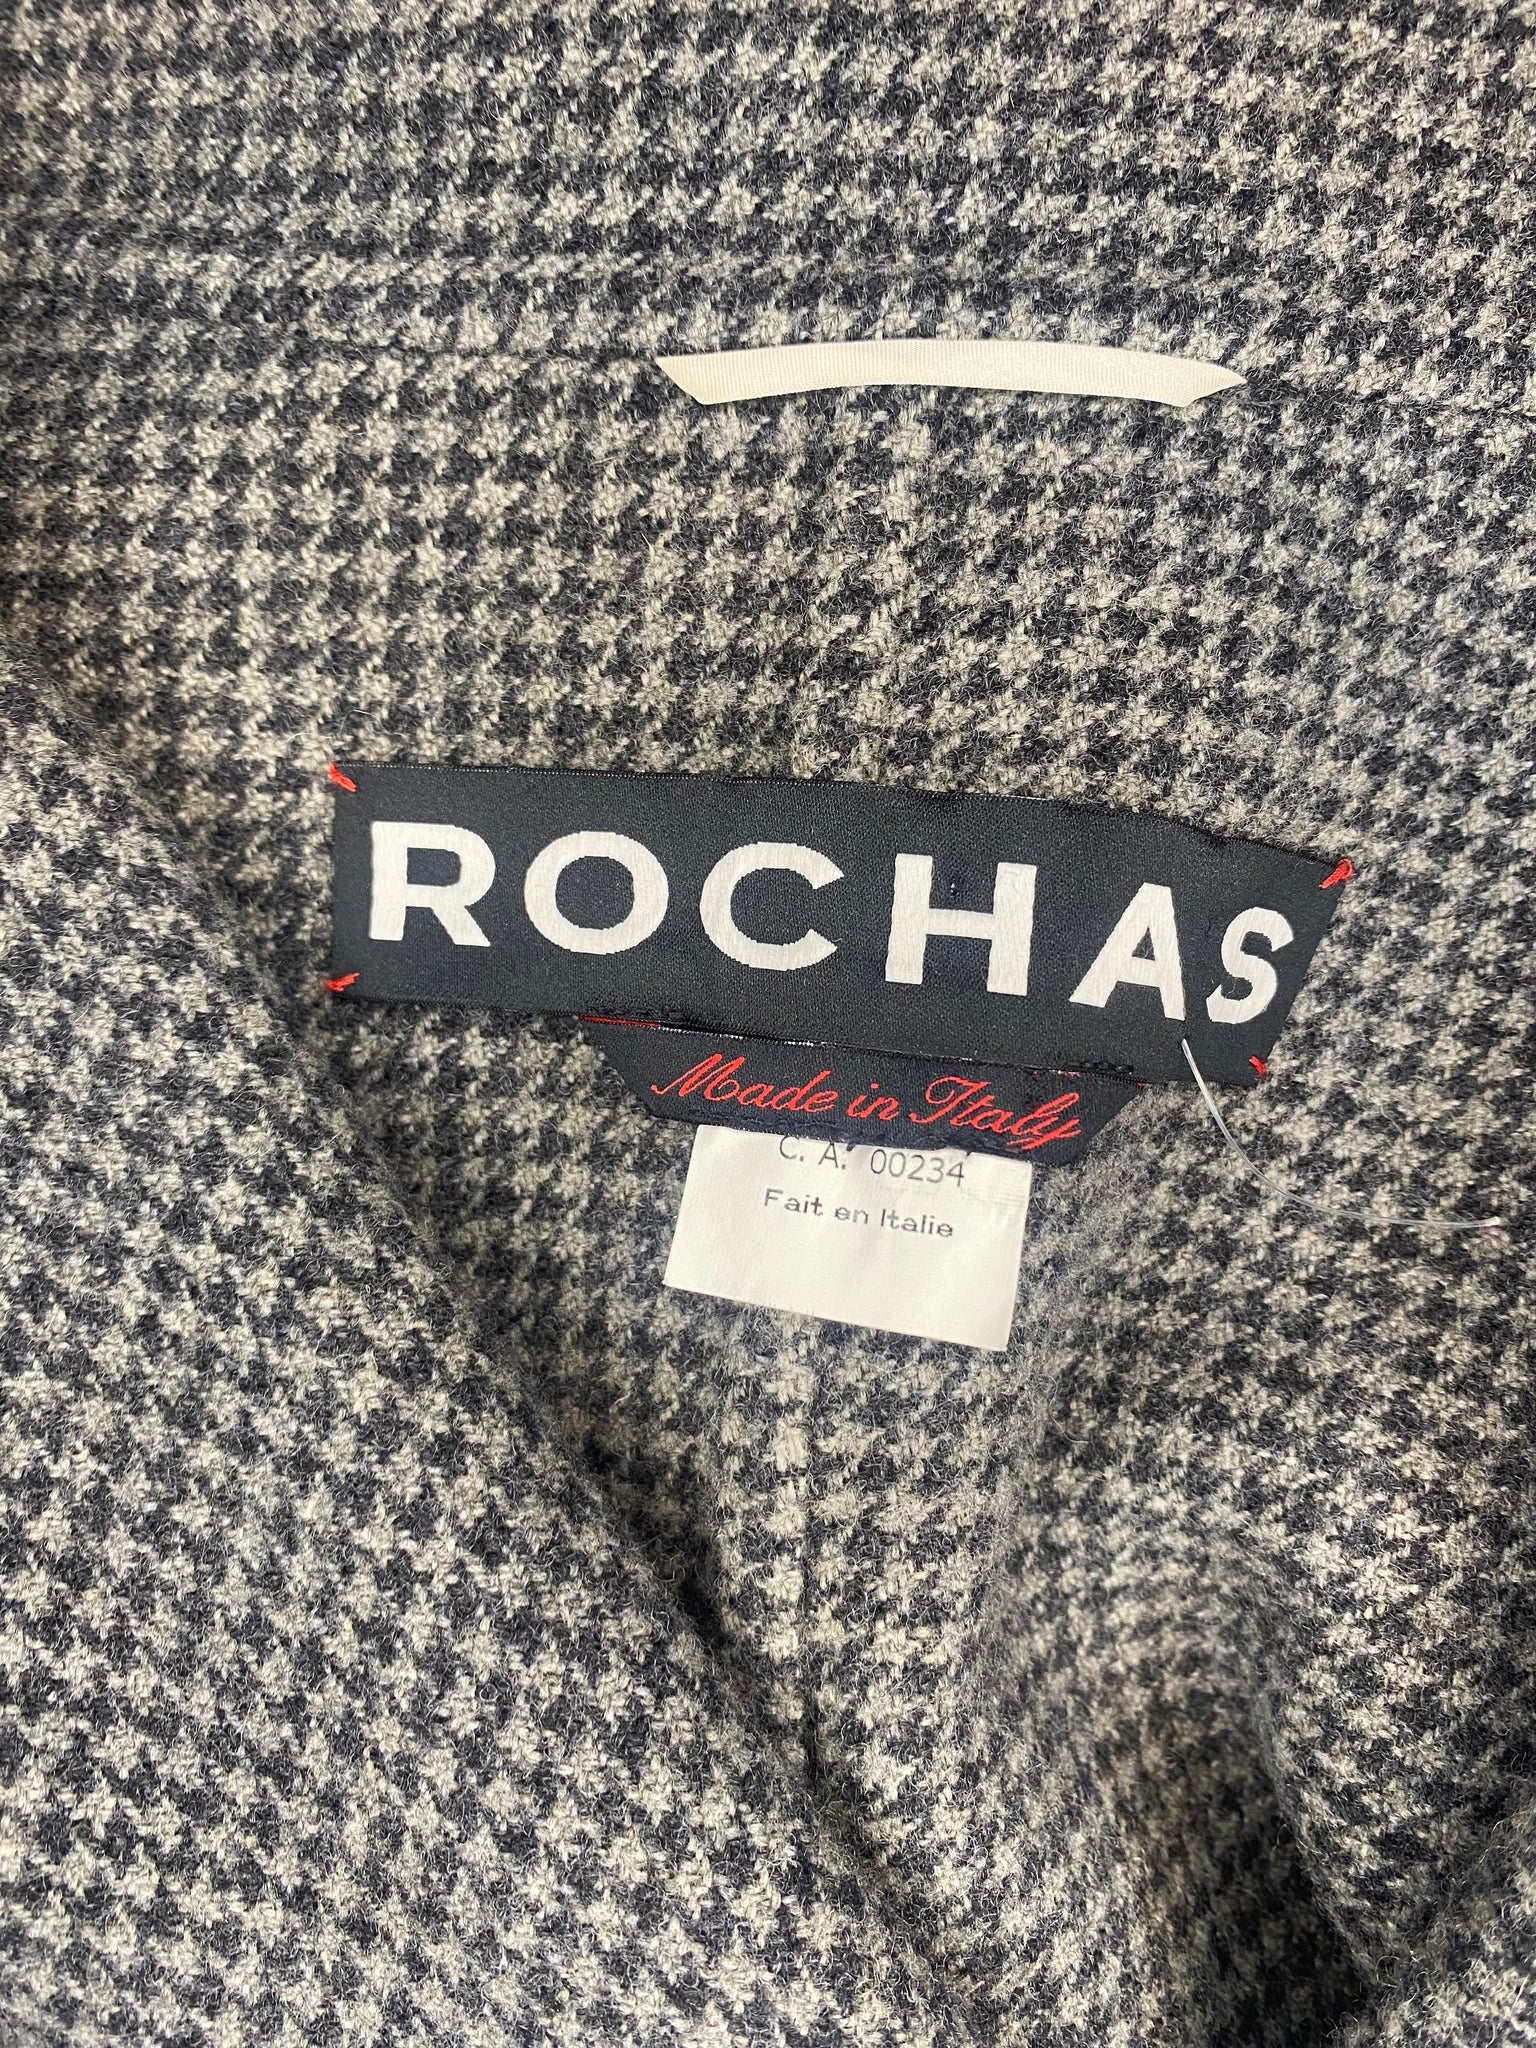 ROCHAS
Made in Italy
C. A. 00234
Fait en Italie